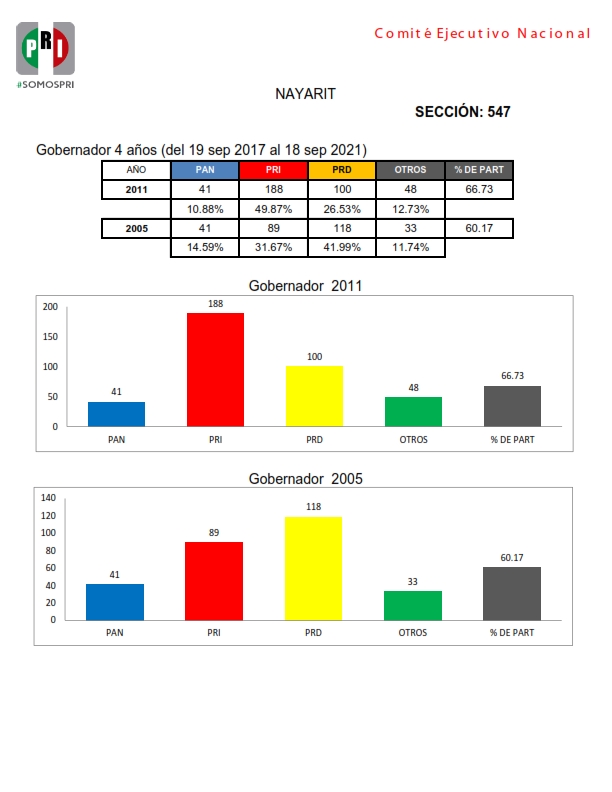 Comité Ejecutivo Nacional
PRI
#SOMOSPRI
NAYARIT
SECCIÓN: 547
Gobernador 4 años (del 19 sep 2017 al 18 sep 2021)
AÑO PAN PRI PRD OTROS % DE PART
2011 41 188 100 48 66.73
10.88% 49.87% 26.53% 12.73%
2005 41 89 118 33 60.17
14.59% 31.67% 41.99% 11.74%
Gobernador 2011
200
150
100
50
0
41 188 100 48 66.73
PAN PRI PRD OTROS % DE PART
Gobernador 2005
140
120
100
80
60
40
20
0
41 89 118 33 60.17
PAN PRI PRD OTROS % DE PART